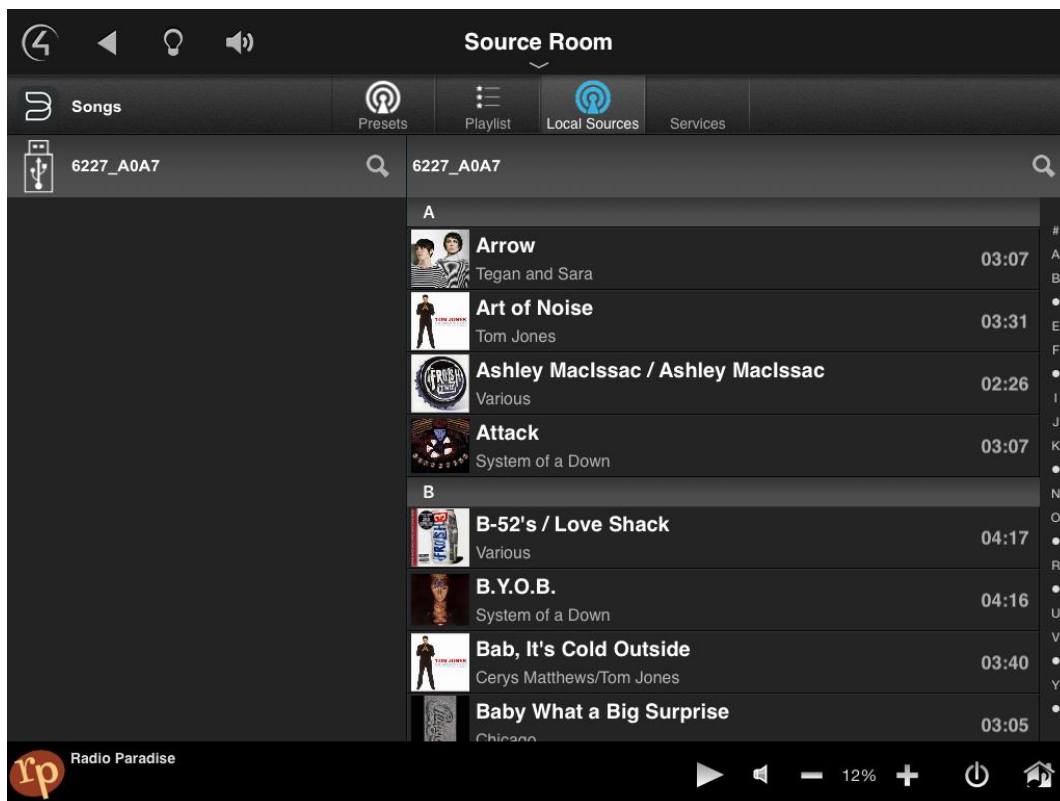 Source Room
Songs
Presets
Playlist
Local Sources
Services
6227_A0A7
6227_A0A7
A
Arrow
03:07
Tegan and Sara
Art of Noise
03:31
Tom Jones
Ashley MacIssac / Ashley MacIssac
02:26
Various
Attack
03:07
System of a Down
B
B-52's / Love Shack
04:17
Various
B.Y.O.B.
04:16
System of a Down
Bab, It's Cold Outside
03:40
Cerys Matthews/Tom Jones
Baby What a Big Surprise
03:05
Chicago
#
A
B
E
F
I
J
K
N
O
R
U
V
Y
rp
Radio Paradise
12%